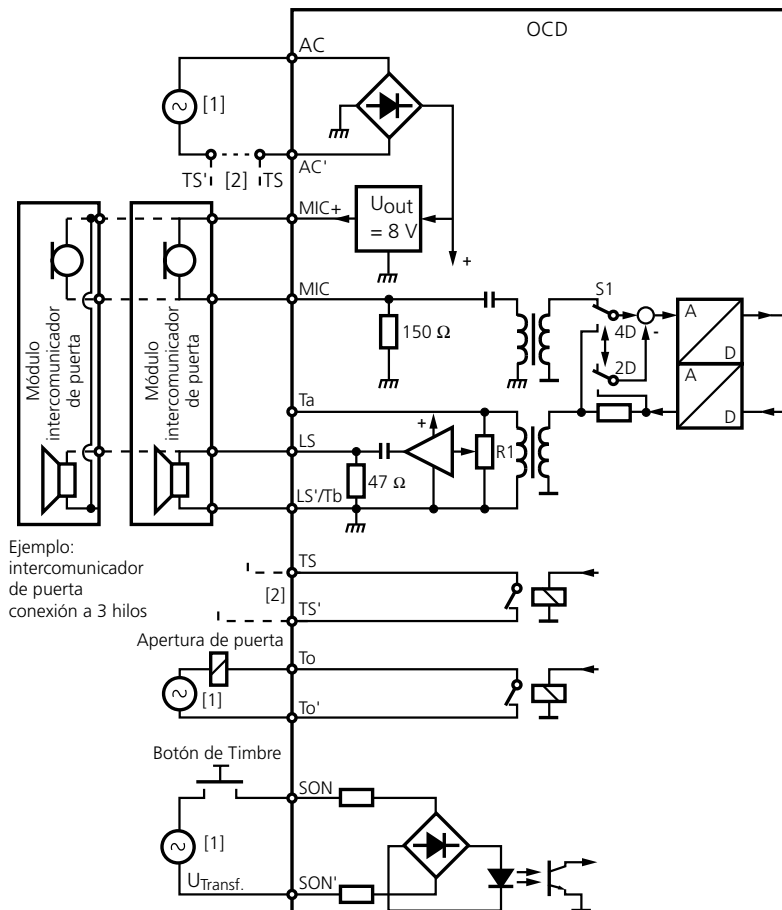 OCD
AC
[1]
TS' [2] TS
AC'
MIC+
Uout
= 8 V
+
MIC
150 Ω
S1
4D
-
2D
A
D
A
D
Módulo
intercomunicador
de puerta
Módulo
intercomunicador
de puerta
Ta
+
LS
R1
47 Ω
LS'/Tb
Ejemplo:
intercomunicador
de puerta
conexión a 3 hilos
TS
[2]
TS'
Apertura de puerta
To
[1]
To'
Botón de Timbre
SON
[1]
UTransf.
SON'